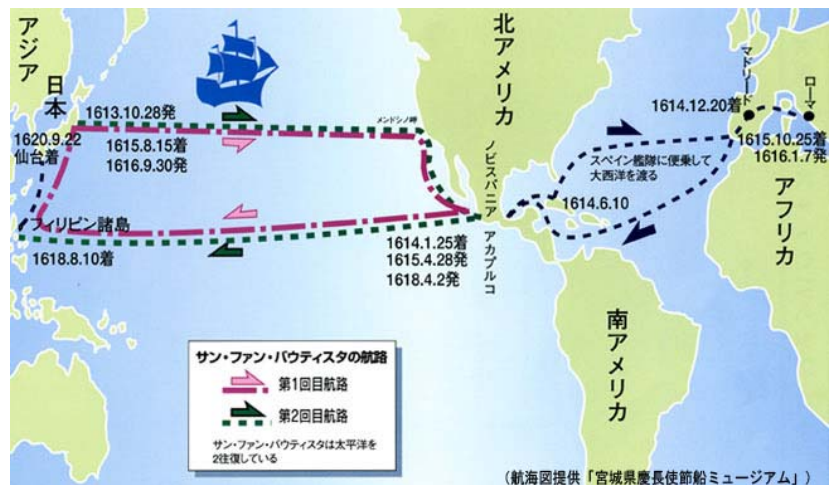 アジア
日本
1613.10.28発
1620.9.22
仙台着
1615.8.15着
1616.9.30発
メンドシノ岬
北アメリカ
ノビスパニア
アカプルコ
フィリピン諸島
1618.8.10着
1614.1.25着
1615.4.28発
1618.4.2発
1614.6.10
スペイン艦隊に便乗して
大西洋を渡る
マドリード
1614.12.20着
ローマ
1615.10.25着
1616.1.7発
アフリカ
南アメリカ
サン・ファン・バウティスタの航路
第1回目航路
第2回目航路
サン・ファン・バウティスタは太平洋を
2往復している
(航海図提供「宮城県慶長使節船ミュージアム」)